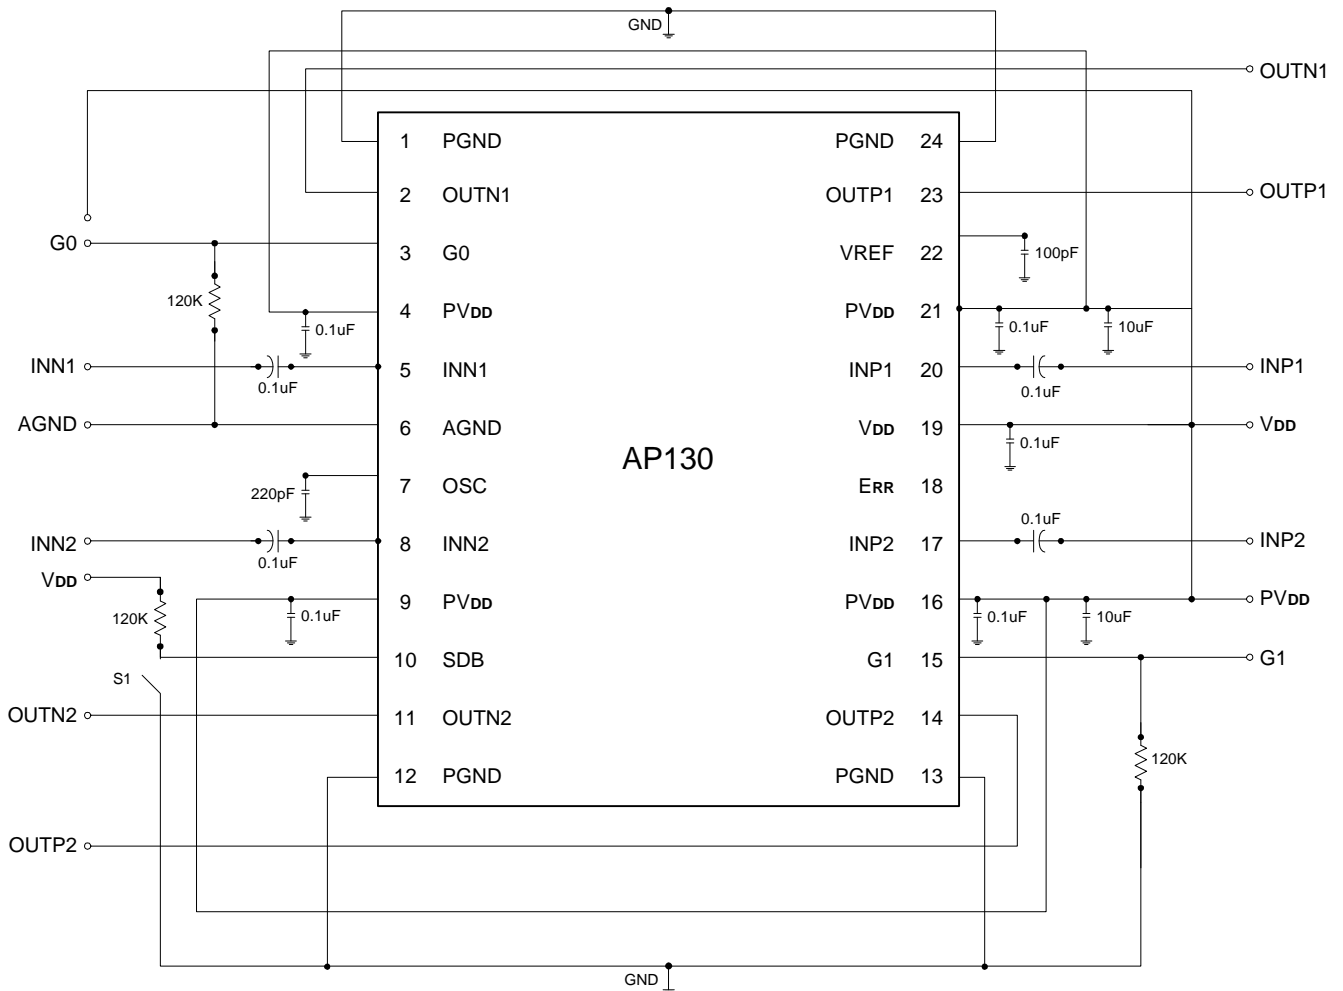 GND
OUTN1
1 PGND PGND 24
2 OUTN1 OUTP1 23 OUTP1
G0 3 G0 VREF 22 100pF
120K
4 PVDD PVDD 21
0.1uF 0.1uF 10uF
INN1 5 INN1 INP1 20 INP1
0.1uF 0.1uF
AGND 6 AGND VDD 19 VDD
0.1uF
AP130
220pF 7 OSC ERR 18
0.1uF
INN2 8 INN2 INP2 17 INP2
0.1uF
VDD
9 PVDD PVDD 16 PVDD
120K 0.1uF 0.1uF 10uF
10 SDB G1 15 G1
S1
OUTN2 11 OUTN2 OUTP2 14
120K
12 PGND PGND 13
OUTP2
GND